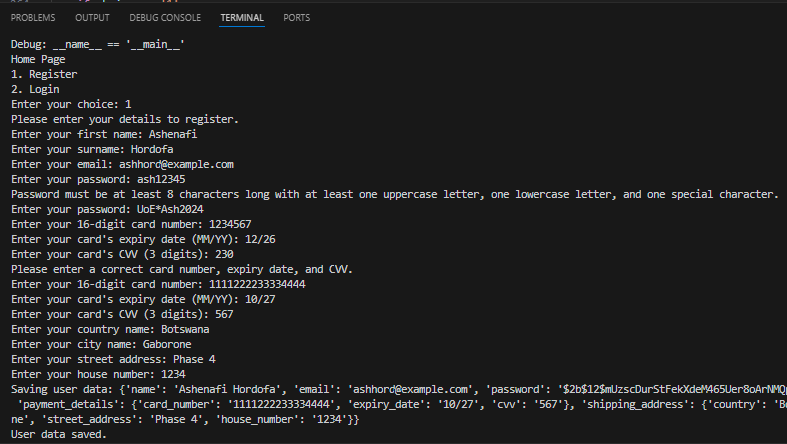 PROBLEMS OUTPUT DEBUG CONSOLE TERMINAL PORTS
Debug: __name__ == '__main__'
Home Page
1. Register
2. Login
Enter your choice: 1
Please enter your details to register.
Enter your first name: Ashenafi
Enter your surname: Hordofa
Enter your email: ashhord@example.com
Enter your password: ash12345
Password must be at least 8 characters long with at least one uppercase letter, one lowercase letter, and one special character.
Enter your password: UoE*Ash2024
Enter your 16-digit card number: 1234567
Enter your card's expiry date (MM/YY): 12/26
Enter your card's CVV (3 digits): 230
Please enter a correct card number, expiry date, and CVV.
Enter your 16-digit card number: 1111222233334444
Enter your card's expiry date (MM/YY): 10/27
Enter your card's CVV (3 digits): 567
Enter your country name: Botswana
Enter your city name: Gaborone
Enter your street address: Phase 4
Enter your house number: 1234
Saving user data: {'name': 'Ashenafi Hordofa', 'email': 'ashhord@example.com', 'password': '$2b$12$mUzscDurStFekXdeM465Uer8oArNMQ
'payment_details': {'card_number': '1111222233334444', 'expiry_date': '10/27', 'cvv': '567'}, 'shipping_address': {'country': 'B
ne', 'street_address': 'Phase 4', 'house_number': '1234'}}
User data saved.